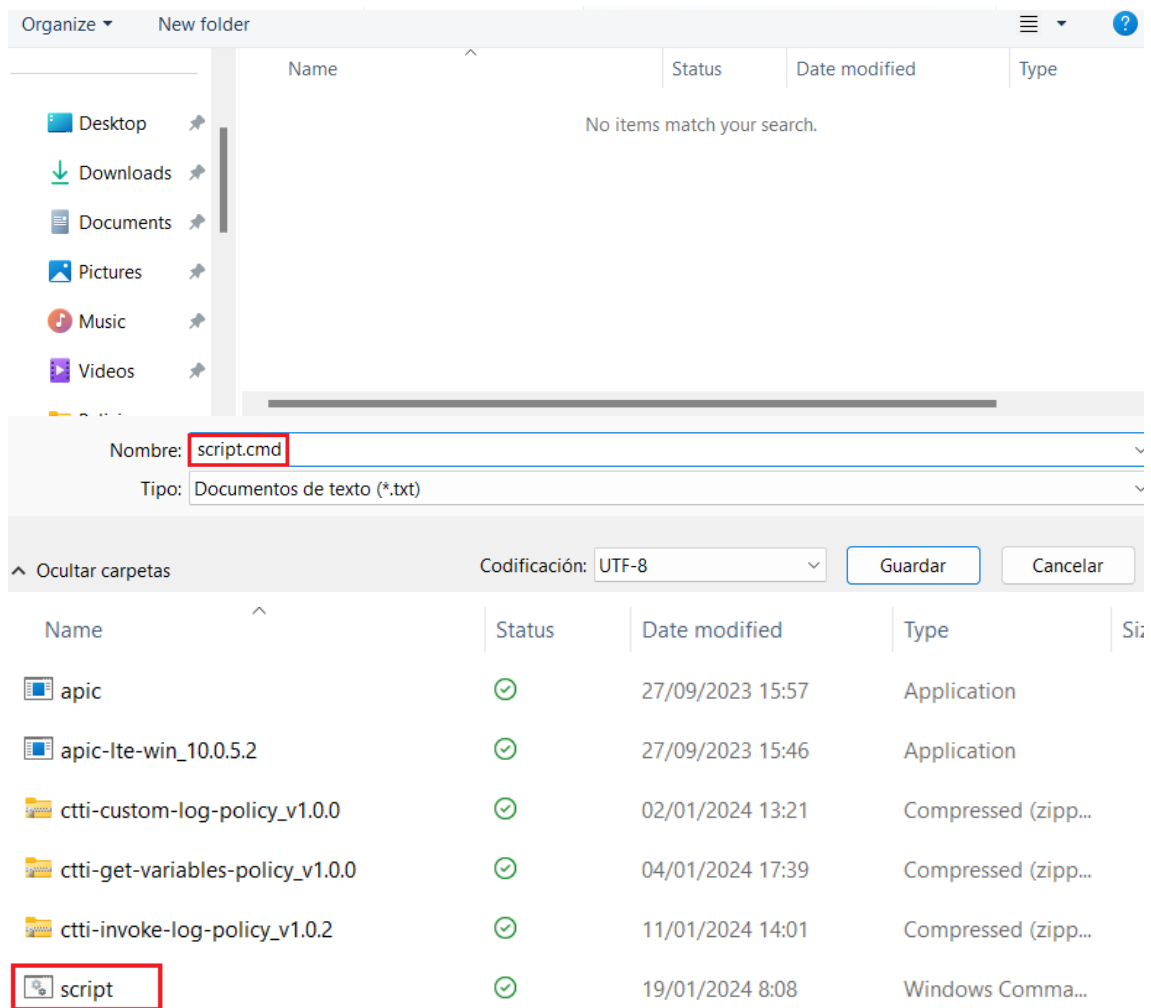 Organize New folder
Name Status Date modified Type
Desktop
No items match your search.
Downloads
Documents
Pictures
Music
Videos
Nombre: script.cmd
Tipo: Documentos de texto (*.txt)
Ocultar carpetas Codificación: UTF-8 Guardar Cancelar
Name Status Date modified Type Siz
apic 27/09/2023 15:57 Application
apic-lte-win_10.0.5.2 27/09/2023 15:46 Application
ctti-custom-log-policy_v1.0.0 02/01/2024 13:21 Compressed (zipp...
ctti-get-variables-policy_v1.0.0 04/01/2024 17:39 Compressed (zipp...
ctti-invoke-log-policy_v1.0.2 11/01/2024 14:01 Compressed (zipp...
script 19/01/2024 8:08 Windows Comma...